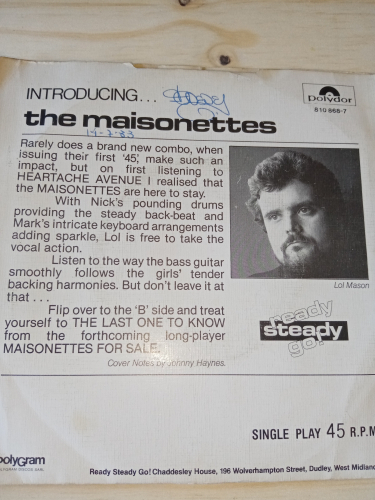 INTRODUCING...
polydor
810 666-7
the maisonettes
Rarely does a brand new combo, when
issuing their first '45,' make such an
impact, but on first listening to
HEARTACHE AVENUE I realised that
the MAISONETTES are here to stay.
With Nick's pounding drums
providing the steady back-beat and
Mark's intricate keyboard arrangements
adding sparkle, Lol is free to take the
vocal action.
Listen to the way the bass guitar
smoothly follows the girls' tender
backing harmonies. But don't leave it at
that...
Flip over to the 'B' side and treat
yourself to THE LAST ONE TO KNOW
from the forthcoming long-player
MAISONETTES FOR SALE.
Cover Notes by Johnny Haynes.
Lol Mason
ready
steady
go!
SINGLE PLAY 45 R.P.M
polygram
Ready Steady Go! Chaddesley House, 196 Wolverhampton Street, Dudley, West Midlan